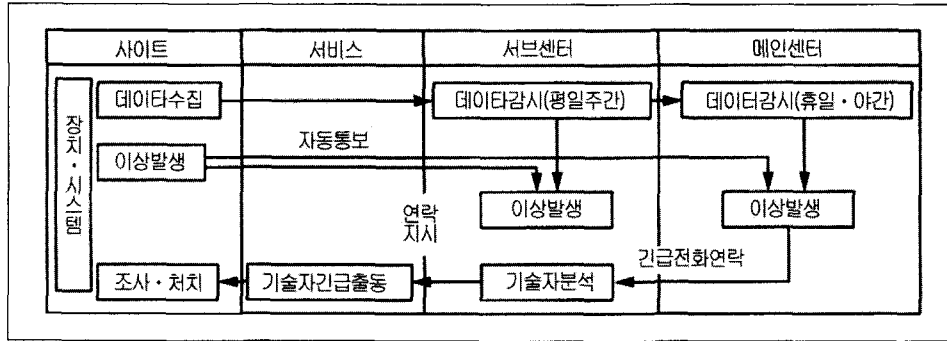 사이트
서비스
서브센터
메인센터
장치・시스템
데이타수집
데이타감시(평일주간)
데이터감시(휴일・야간)
자동통보
이상발생
이상발생
이상발생
연락
지시
긴급전화연락
조사・처치
기술자긴급출동
기술자분석